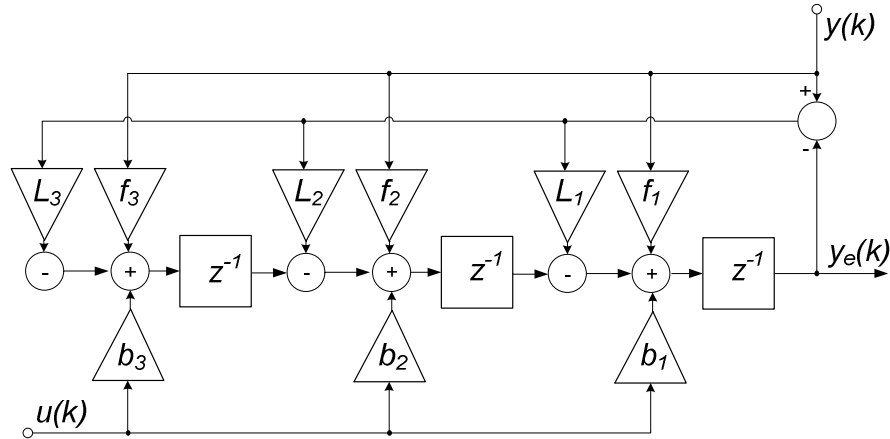 y(k)
+
-
L3 f3 L2 f2 L1 f1
- + z-1 - + z-1 - + z-1 ye(k)
b3 b2 b1
u(k)